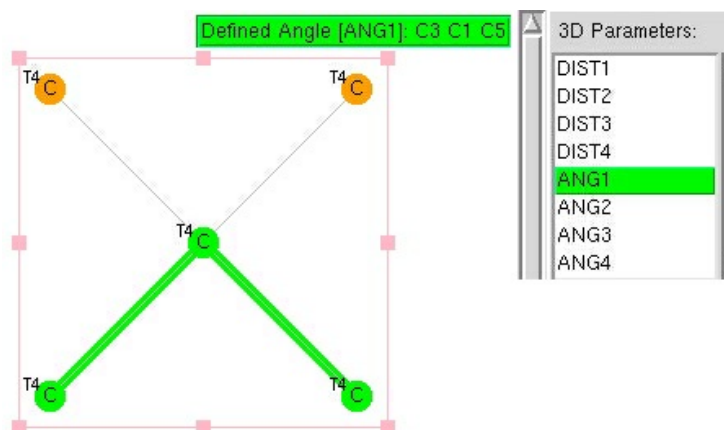 Defined Angle [ANG1]: C3 C1 C5
3D Parameters:
DIST1
DIST2
DIST3
DIST4
ANG1
ANG2
ANG3
ANG4
T4 C
T4 C
T4 C
T4 C
T4 C